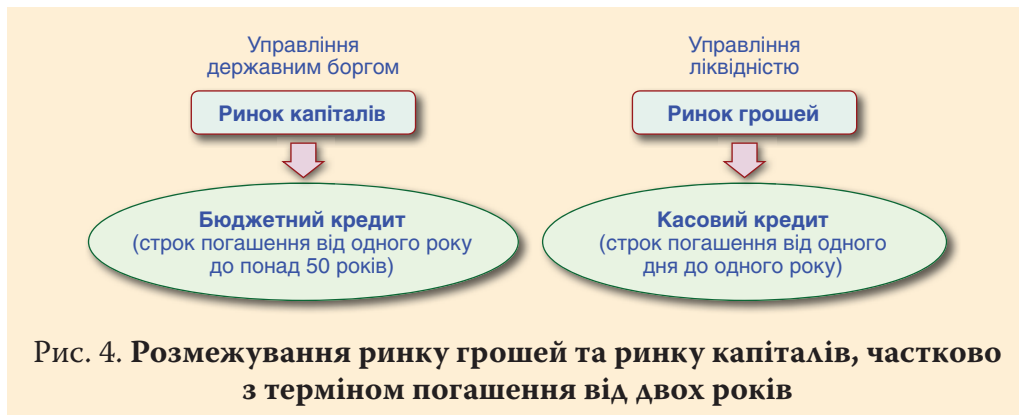 Управління
державним боргом
Ринок капіталів
Бюджетний кредит
(строк погашення від одного року
до понад 50 років)
Управління
ліквідністю
Ринок грошей
Касовий кредит
(строк погашення від одного
дня до одного року)
Рис. 4. Розмежування ринку грошей та ринку капіталів, частково
з терміном погашення від двох років